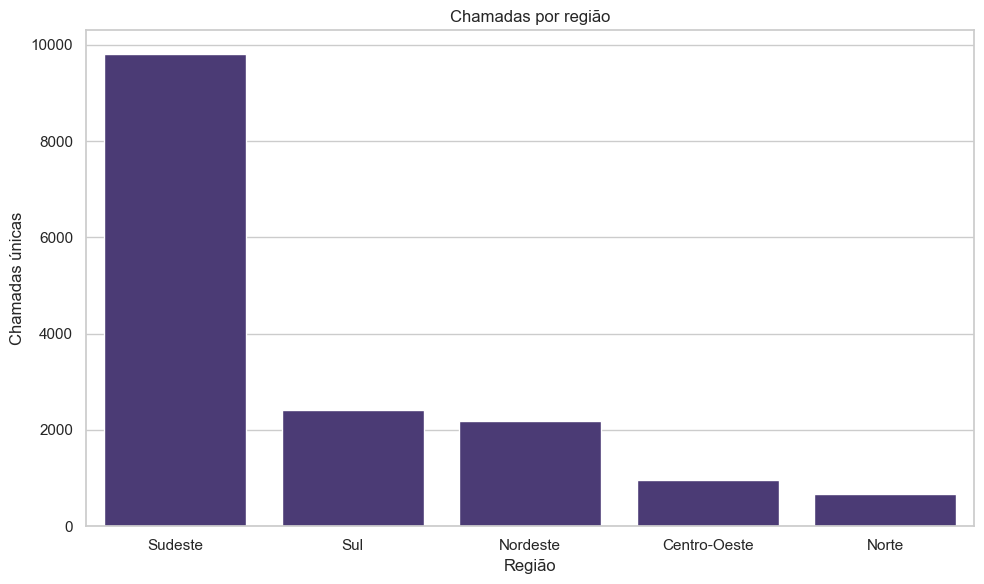 Chamadas por região
10000
8000
6000
4000
2000
0
Chamadas únicas
Sudeste Sul Nordeste Centro-Oeste Norte
Região